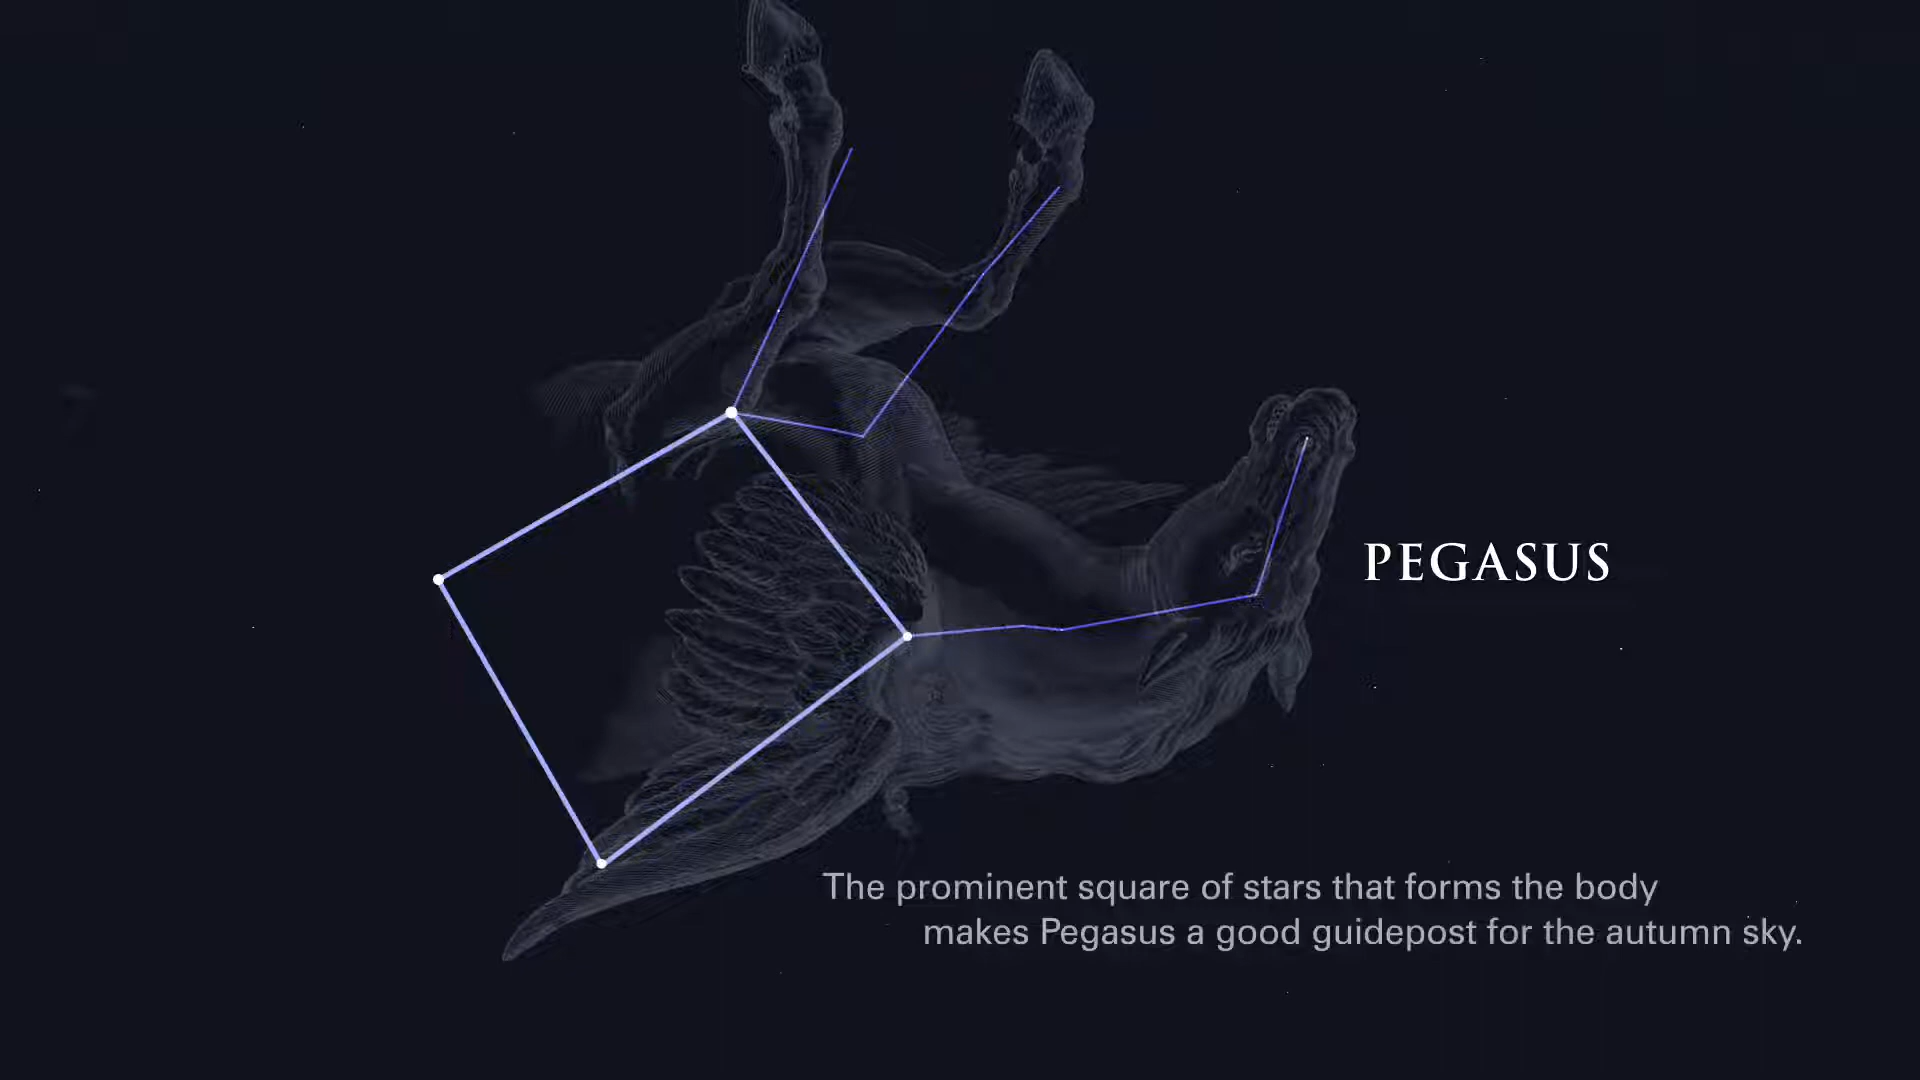 PEGASUS
The prominent square of stars that forms the body
makes Pegasus a good guidepost for the autumn sky.